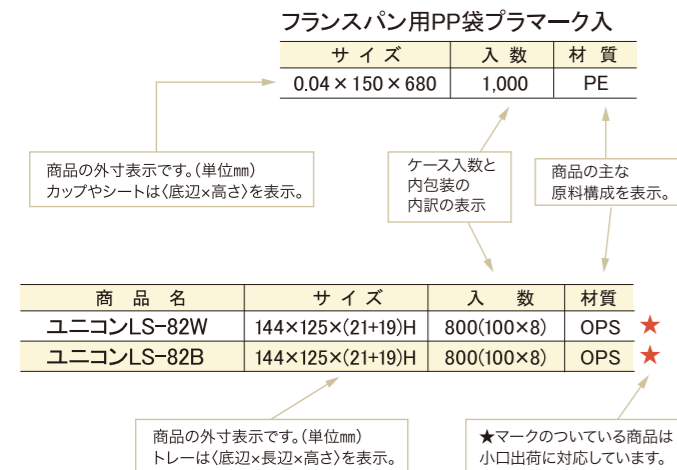 フランスパン用PP袋プラマーク入
サイズ 入数 材質
0.04×150×680 1,000 PE
商品の外寸表示です。(単位㎜)
カップやシートは〈底辺×高さ〉を表示。
ケース入数と
内包装の
内訳の表示
商品の主な
原料構成を表示。
商品名 サイズ 入数 材質
ユニコンLS-82W 144×125×(21+19)H 800(100×8) OPS ★
ユニコンLS-82B 144×125×(21+19)H 800(100×8) OPS ★
商品の外寸表示です。(単位㎜)
トレーは〈底辺×長辺×高さ〉を表示。
★マークのついている商品は
小口出荷に対応しています。